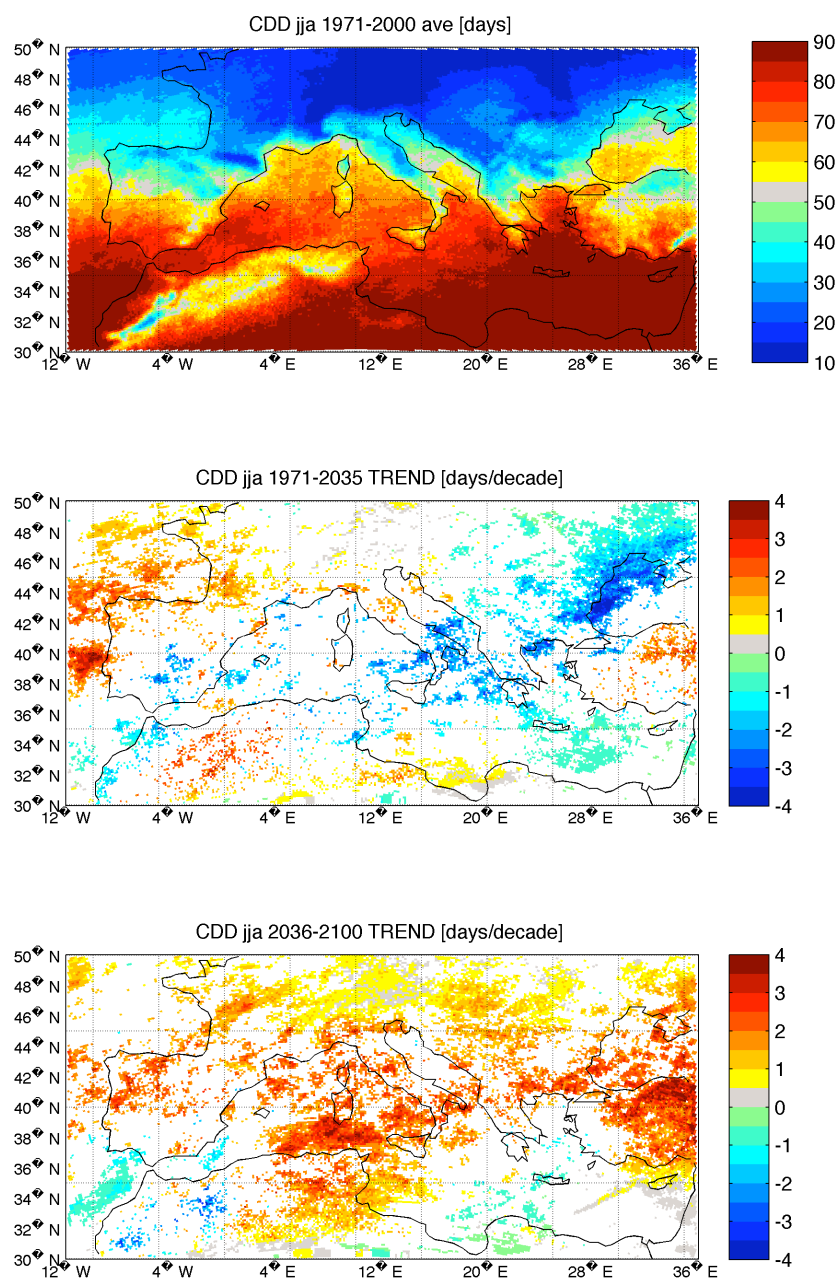 CDD jja 1971-2000 ave [days]
50� N
48� N
46� N
44� N
42� N
40� N
38� N
36� N
34� N
32� N
30� N
12� W
4� W
4� E
12� E
20� E
28� E
36� E
90
80
70
60
50
40
30
20
10
CDD jja 1971-2035 TREND [days/decade]
50� N
48� N
46� N
44� N
42� N
40� N
38� N
36� N
34� N
32� N
30� N
12� W
4� W
4� E
12� E
20� E
28� E
36� E
4
3
2
1
0
-1
-2
-3
-4
CDD jja 2036-2100 TREND [days/decade]
50� N
48� N
46� N
44� N
42� N
40� N
38� N
36� N
34� N
32� N
30� N
12� W
4� W
4� E
12� E
20� E
28� E
36� E
4
3
2
1
0
-1
-2
-3
-4